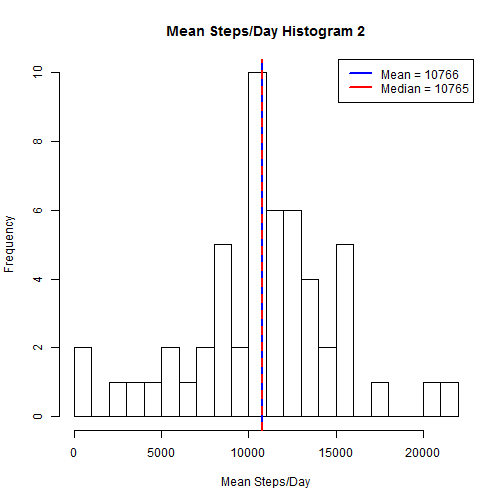 Mean Steps/Day Histogram 2
Mean = 10766
Median = 10765
Frequency
10
8
6
4
2
0
0 5000 10000 15000 20000
Mean Steps/Day